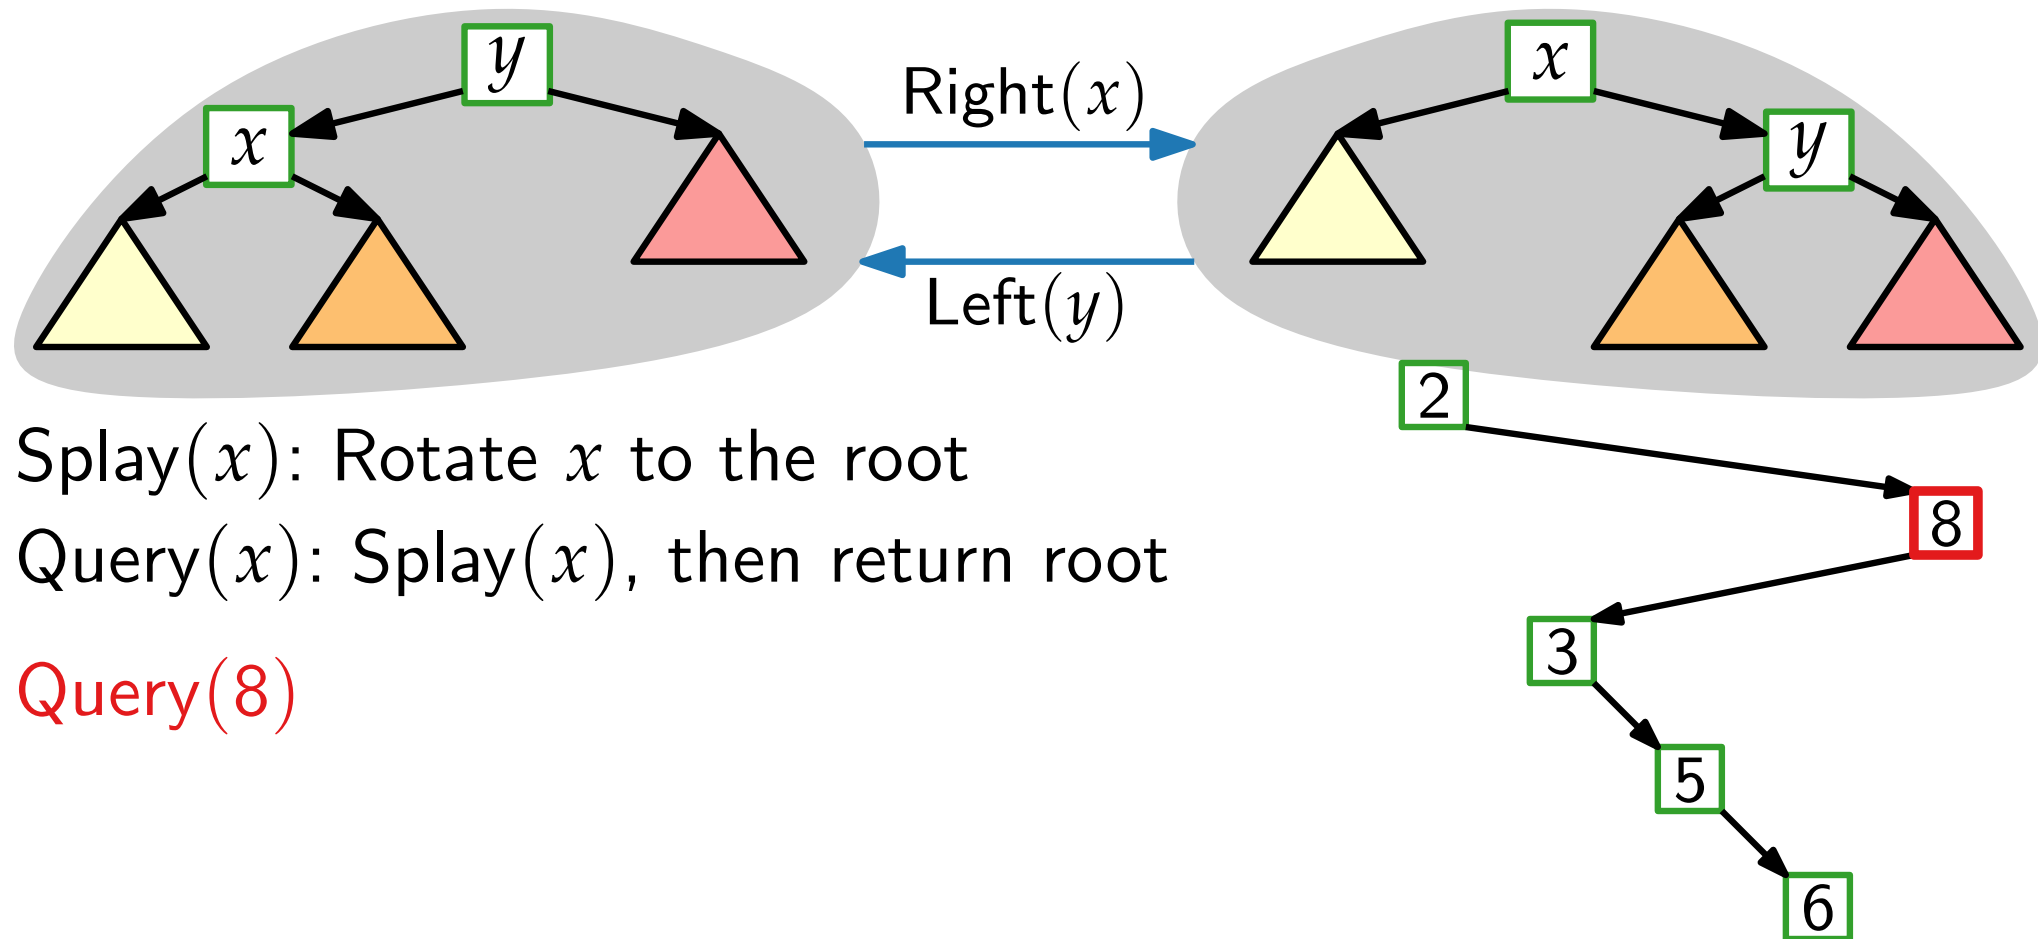 y
x
Right(x)
Left(y)
x
y
Splay(x): Rotate x to the root
Query(x): Splay(x), then return root
Query(8)
2
8
3
5
6